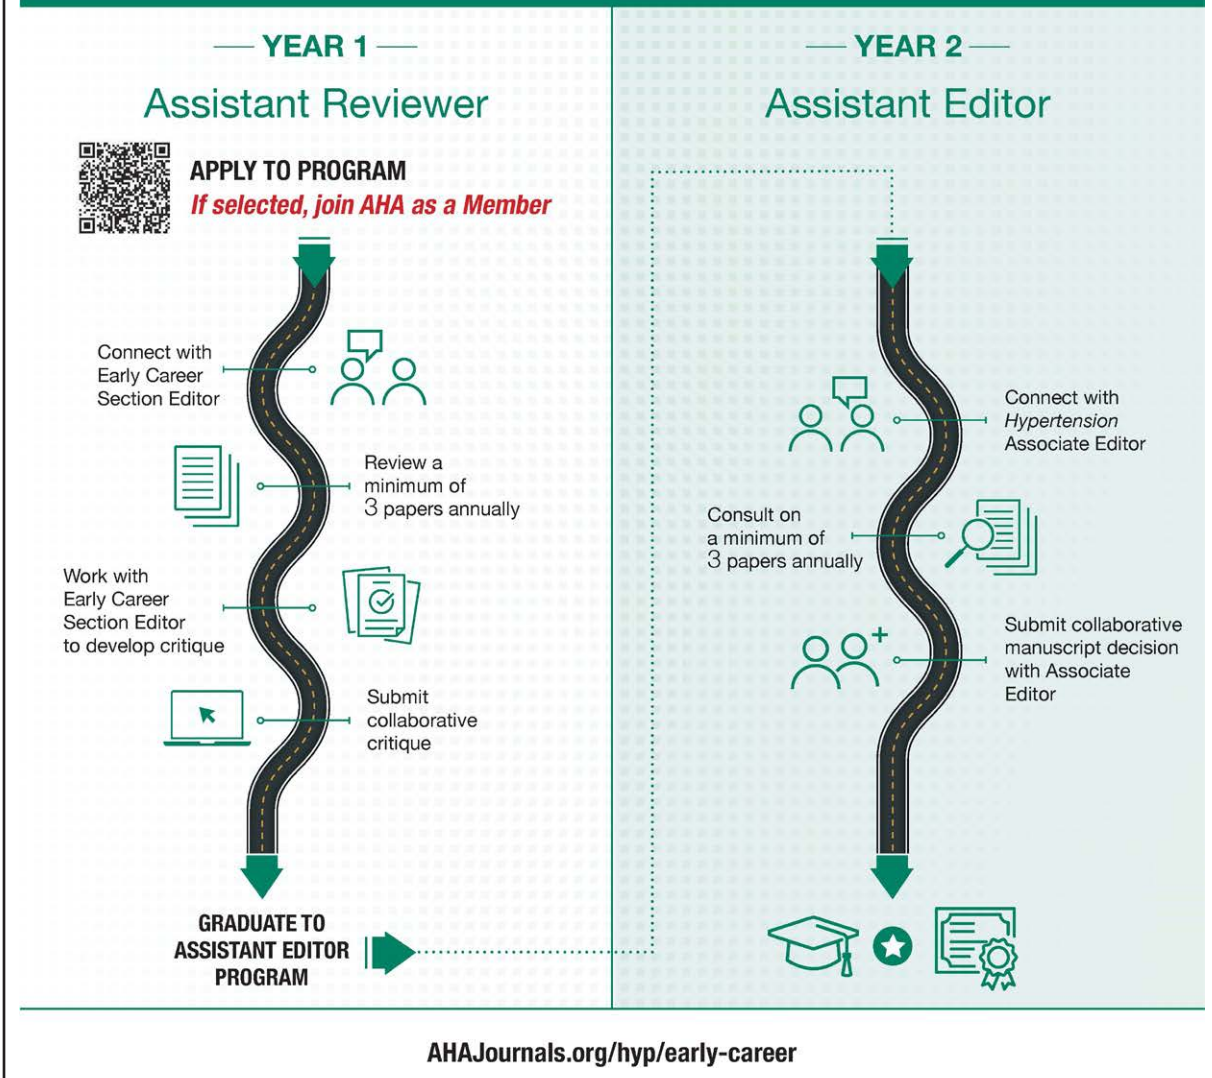 YEAR 1
Assistant Reviewer
APPLY TO PROGRAM
If selected, join AHA as a Member
Connect with
Early Career
Section Editor
Review a
minimum of
3 papers annually
Work with
Early Career
Section Editor
to develop critique
Submit
collaborative
critique
GRADUATE TO
ASSISTANT EDITOR
PROGRAM
YEAR 2
Assistant Editor
Connect with
Hypertension
Associate Editor
Consult on
a minimum of
3 papers annually
Submit collaborative
manuscript decision
with Associate
Editor
AHAJournals.org/hyp/early-career